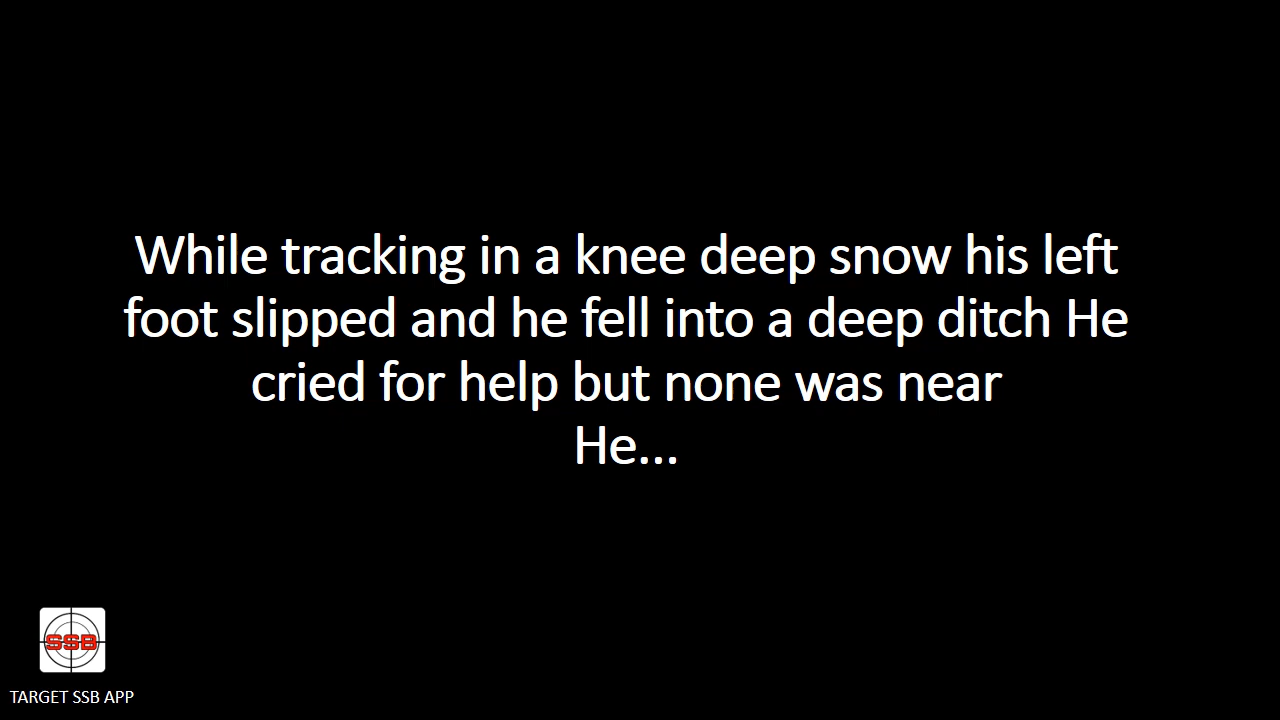 While tracking in a knee deep snow his left
foot slipped and he fell into a deep ditch He
cried for help but none was near
He...
SSB
TARGET SSB APP